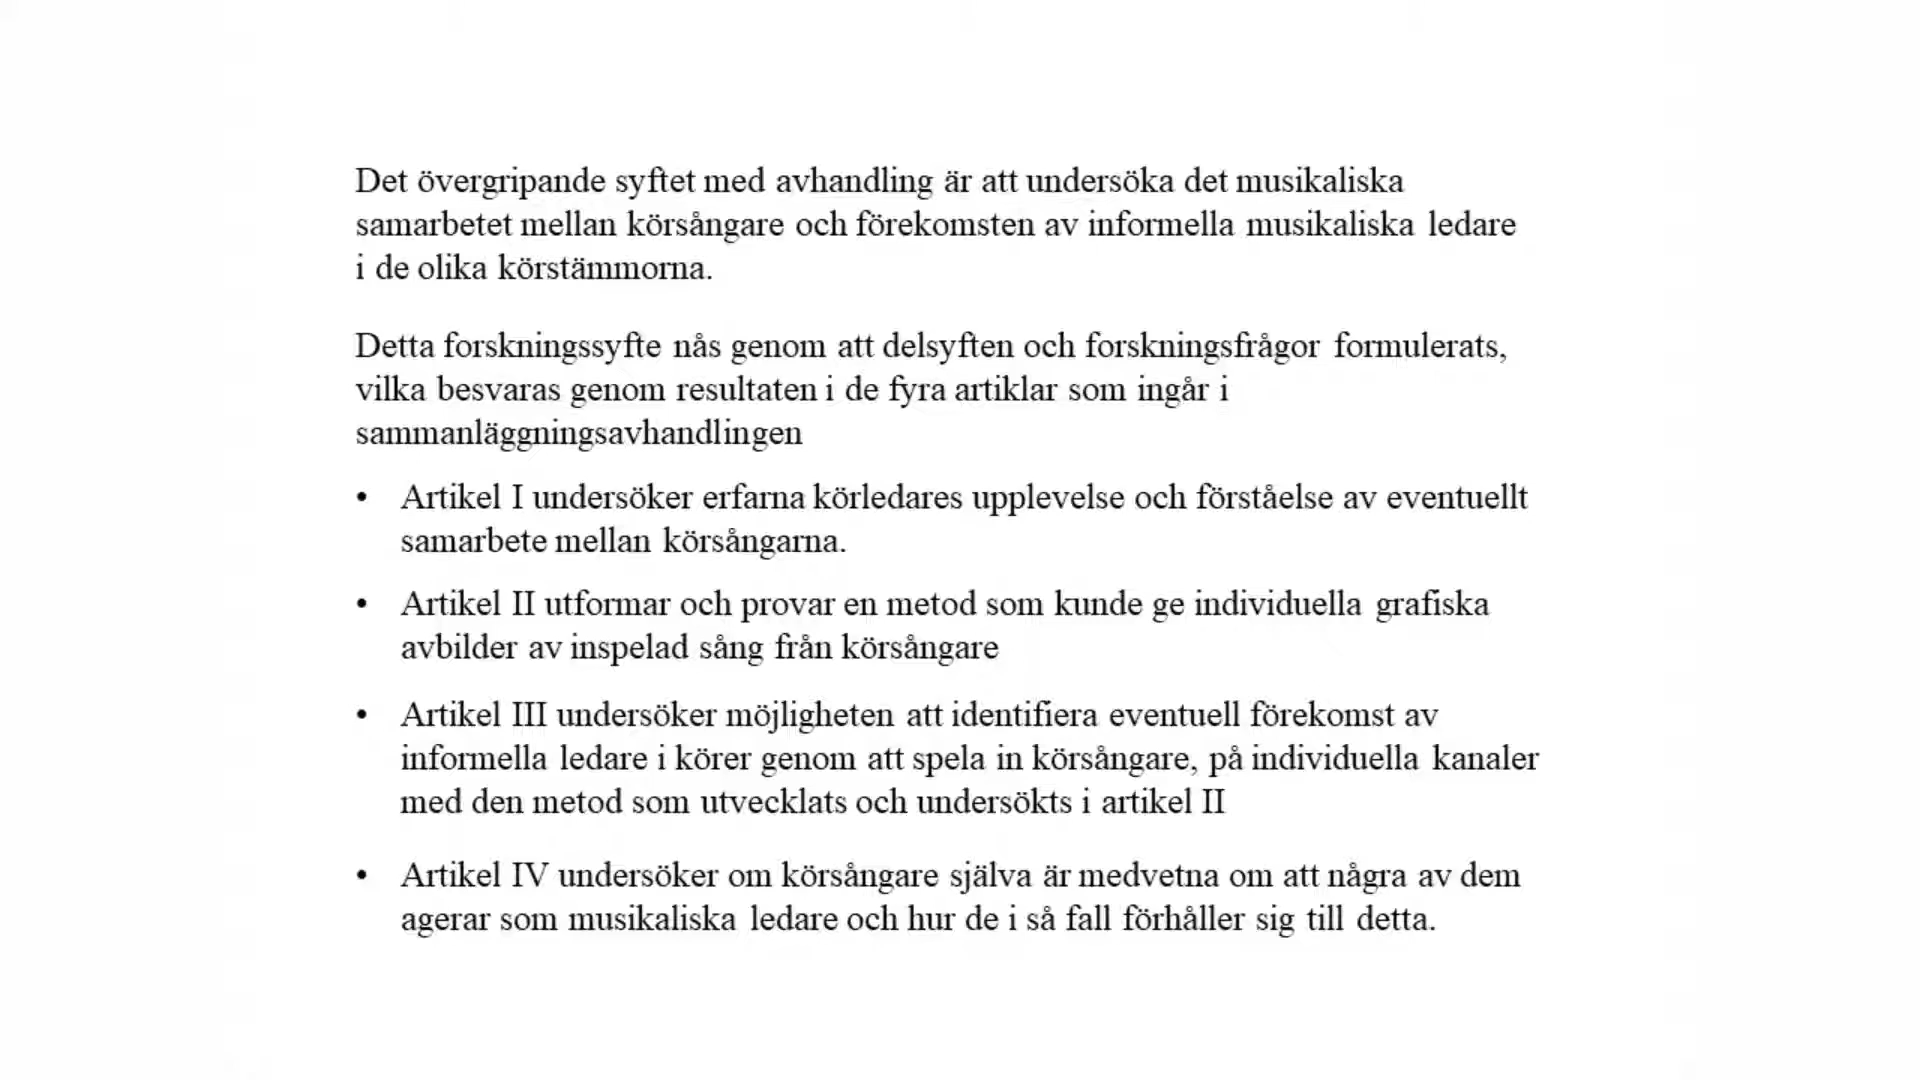 Det övergripande syftet med avhandling är att undersöka det musikaliska
samarbetet mellan körsångare och förekomsten av informella musikaliska ledare
i de olika körstämmorna.
Detta forskningssyfte nås genom att delsyften och forskningsfrågor formulerats,
vilka besvaras genom resultaten i de fyra artiklar som ingår i
sammanläggningsavhandlingen
• Artikel I undersöker erfarna körledares upplevelse och förståelse av eventuellt
samarbete mellan körsångarna.
• Artikel II utformar och provar en metod som kunde ge individuella grafiska
avbilder av inspelad sång från körsångare
• Artikel III undersöker möjligheten att identifiera eventuell förekomst av
informella ledare i körer genom att spela in körsångare, på individuella kanaler
med den metod som utvecklats och undersökts i artikel II
• Artikel IV undersöker om körsångare själva är medvetna om att några av dem
agerar som musikaliska ledare och hur de i så fall förhåller sig till detta.